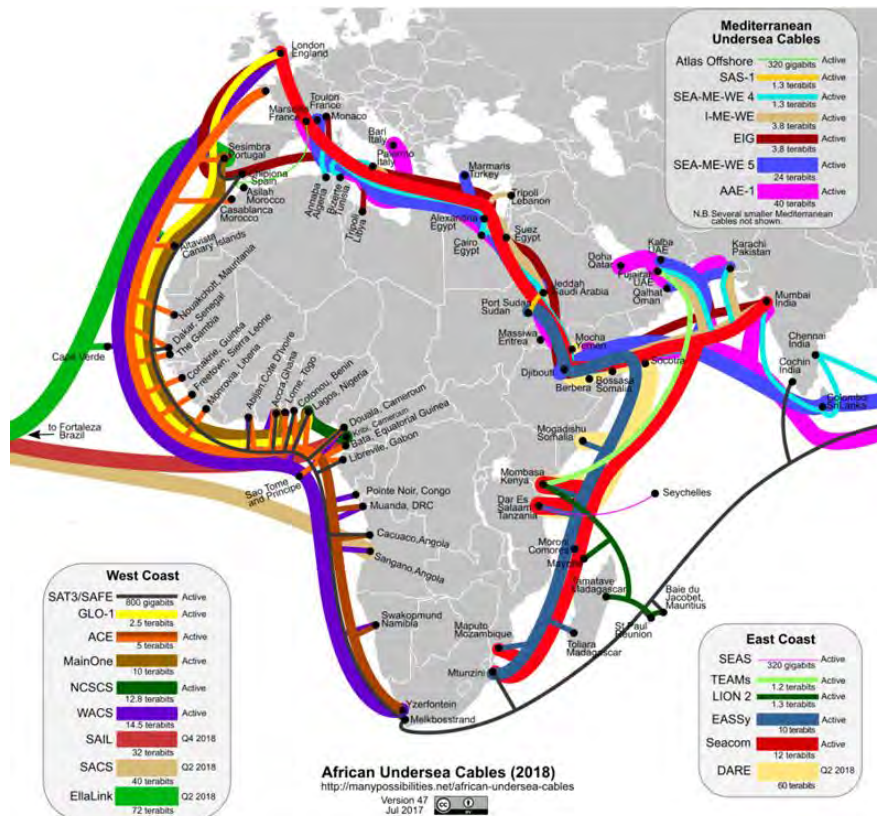 London
England
Marseille
France
Toulon
France
Monaco
Bari
Italy
Palermo
Italy
Marmaris
Turkey
Tripoli
Lebanon
Sesimbra
Portugal
Chipiona
Spain
Asilah
Morocco
Casablanca
Morocco
Annaba
Algeria
Bizerte
Tunisia
Tripoli
Libya
Alexandria
Egypt
Cairo
Egypt
Suez
Egypt
Altavista
Canary Islands
Jeddah
Saudi Arabia
Port Sudan
Sudan
Massiwa
Eritrea
Mocha
Yemen
Djibouti
Berbera
Bossasa
Somalia
Socotra
Doha
Qatar
Kalba
UAE
Fujairah
UAE
Qalhat
Oman
Karachi
Pakistan
Mumbai
India
Chennai
India
Cochin
India
Colombo
Sri Lanka
Nouakchott, Mauritania
Dakar, Senegal
The Gambia
Conakrie, Guinea
Freetown, Sierra Leone
Monrovia, Liberia
Abijan, Cote D'Ivore
Accra, Ghana
Lome, Togo
Cotonou, Benin
Lagos, Nigeria
Douala, Cameroun
Kribi, Cameroun
Bata, Equatorial Guinea
Libreville, Gabon
Cape Verde
to Fortaleza
Brazil
Sao Tome
and Principe
Pointe Noir, Congo
Muanda, DRC
Cacuaco, Angola
Sangano, Angola
Swakopmund
Namibia
Yzerfontein
Melkbosstrand
Mogadishu
Somalia
Mombasa
Kenya
Dar Es
Salaam
Tanzania
Seychelles
Moroni
Comores
Mayotte
Tamatave
Madagascar
Baie du
Jacobet,
Mauritius
St Paul
Reunion
Maputo
Mozambique
Toliara
Madagascar
Mtunzini
Mediterranean
Undersea Cables
Atlas Offshore Active
320 gigabits
SAS-1 Active
1.3 terabits
SEA-ME-WE 4 Active
1.3 terabits
I-ME-WE Active
3.8 terabits
EIG Active
3.8 terabits
SEA-ME-WE 5 Active
24 terabits
AAE-1 Active
40 terabits
N.B. Several smaller Mediterranean
cables not shown.
West Coast
SAT3/SAFE Active
800 gigabits
GLO-1 Active
2.5 terabits
ACE Active
5 terabits
MainOne Active
10 terabits
NCSCS Active
12.8 terabits
WACS Active
14.5 terabits
SAIL Q4 2018
32 terabits
SACS Q2 2018
40 terabits
EllaLink Q2 2018
72 terabits
East Coast
SEAS Active
320 gigabits
TEAMs Active
1.2 terabits
LION 2 Active
1.3 terabits
EASSy Active
10 terabits
Seacom Active
12 terabits
DARE Q2 2018
60 terabits
African Undersea Cables (2018)
http://manypossibilities.net/african-undersea-cables
Version 47
Jul 2017